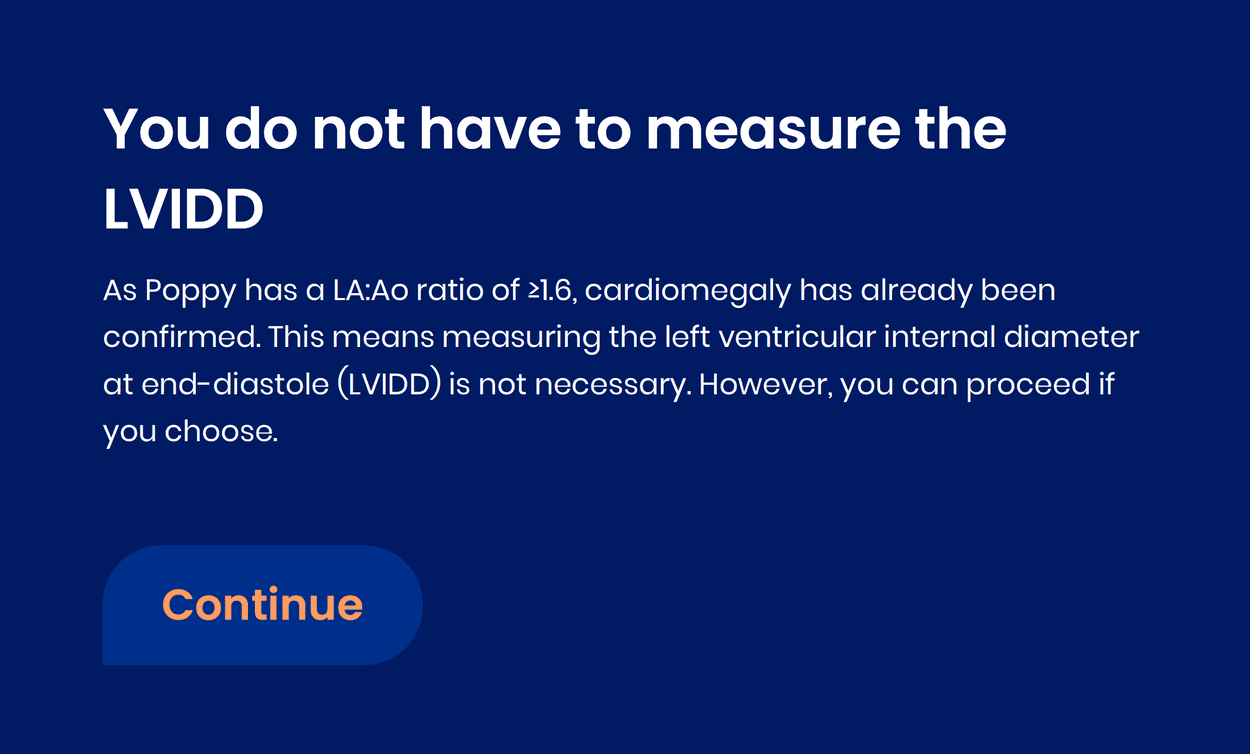 You do not have to measure the
LVIDD
As Poppy has a LA:Ao ratio of ≥1.6, cardiomegaly has already been
confirmed. This means measuring the left ventricular internal diameter
at end-diastole (LVIDD) is not necessary. However, you can proceed if
you choose.
Continue